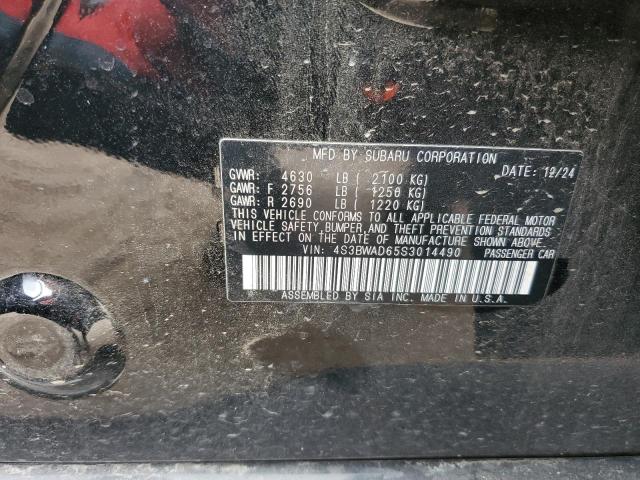 MFD BY SUBARU CORPORATION
DATE: 12/24
GVWR: 4630 LB ( 2100 KG)
GAWR: F 2756 LB ( 1250 KG)
GAWR: R 2690 LB ( 1220 KG)
THIS VEHICLE CONFORMS TO ALL APPLICABLE FEDERAL MOTOR
VEHICLE SAFETY, BUMPER, AND THEFT PREVENTION STANDARDS
IN EFFECT ON THE DATE OF MANUFACTURE SHOWN ABOVE.
VIN: 4S3BWAD65S3014490 PASSENGER CAR
ASSEMBLED BY SIA INC. MADE IN U.S.A.